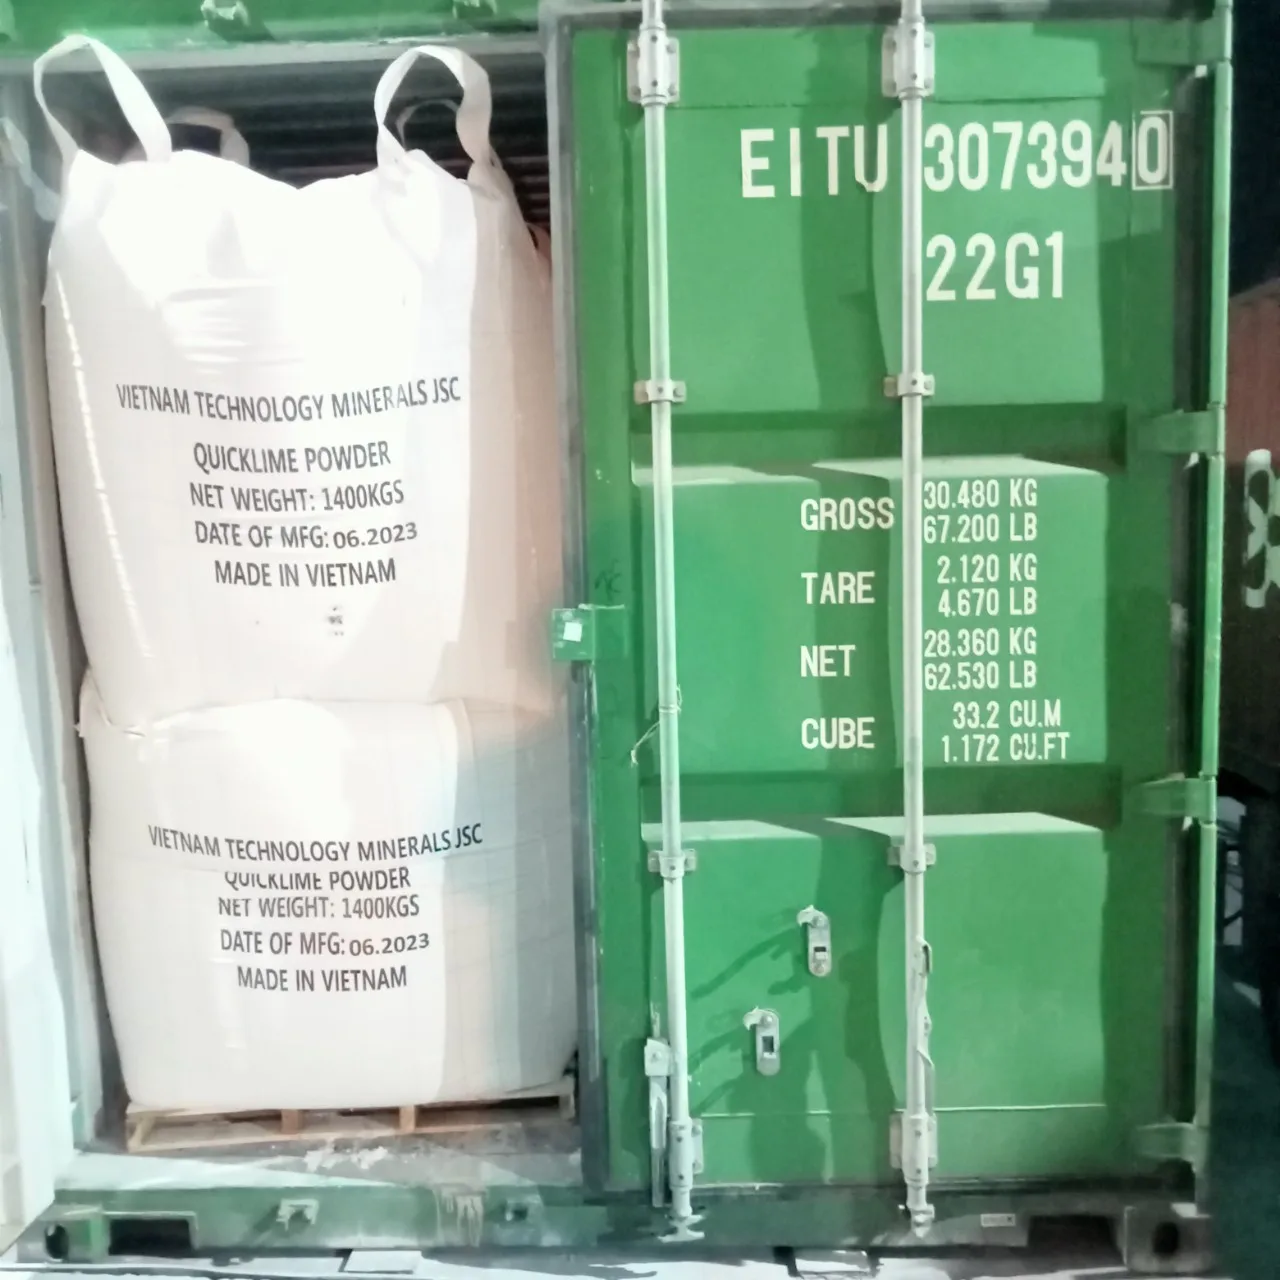 VIETNAM TECHNOLOGY MINERALS JSC
QUICKLIME POWDER
NET WEIGHT: 1400KGS
DATE OF MFG: 06.2023
MADE IN VIETNAM
VIETNAM TECHNOLOGY MINERALS JSC
QUICKLIME POWDER
NET WEIGHT: 1400KGS
DATE OF MFG: 06.2023
MADE IN VIETNAM
EITU 307394 0
22G1
GROSS 30.480 KG
67.200 LB
TARE 2.120 KG
4.670 LB
NET 28.360 KG
62.530 LB
CUBE 33.2 CU.M
1.172 CU.FT